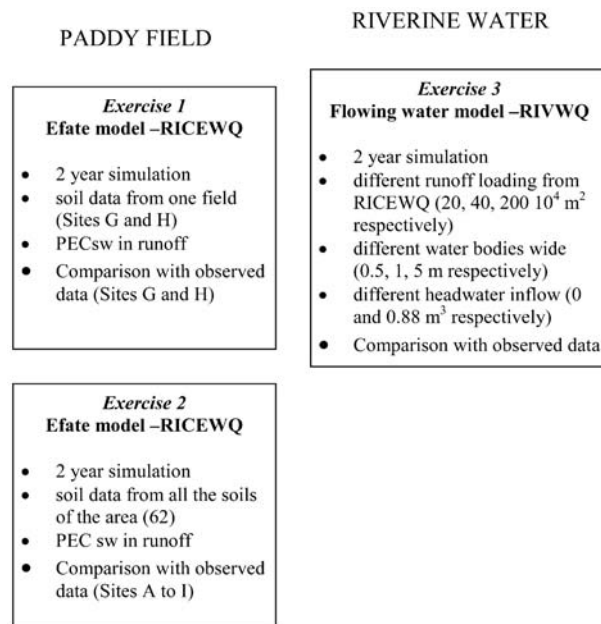 PADDY FIELD
Exercise 1
Efate model –RICEWQ
• 2 year simulation
• soil data from one field
(Sites G and H)
• PECsw in runoff
• Comparison with observed
data (Sites G and H)
Exercise 2
Efate model –RICEWQ
• 2 year simulation
• soil data from all the soils
of the area (62)
• PEC sw in runoff
• Comparison with observed
data (Sites A to I)
RIVERINE WATER
Exercise 3
Flowing water model –RIVWQ
• 2 year simulation
• different runoff loading from
RICEWQ (20, 40, 200 10⁴ m²
respectively)
• different water bodies wide
(0.5, 1, 5 m respectively)
• different headwater inflow (0
and 0.88 m³ respectively)
• Comparison with observed data